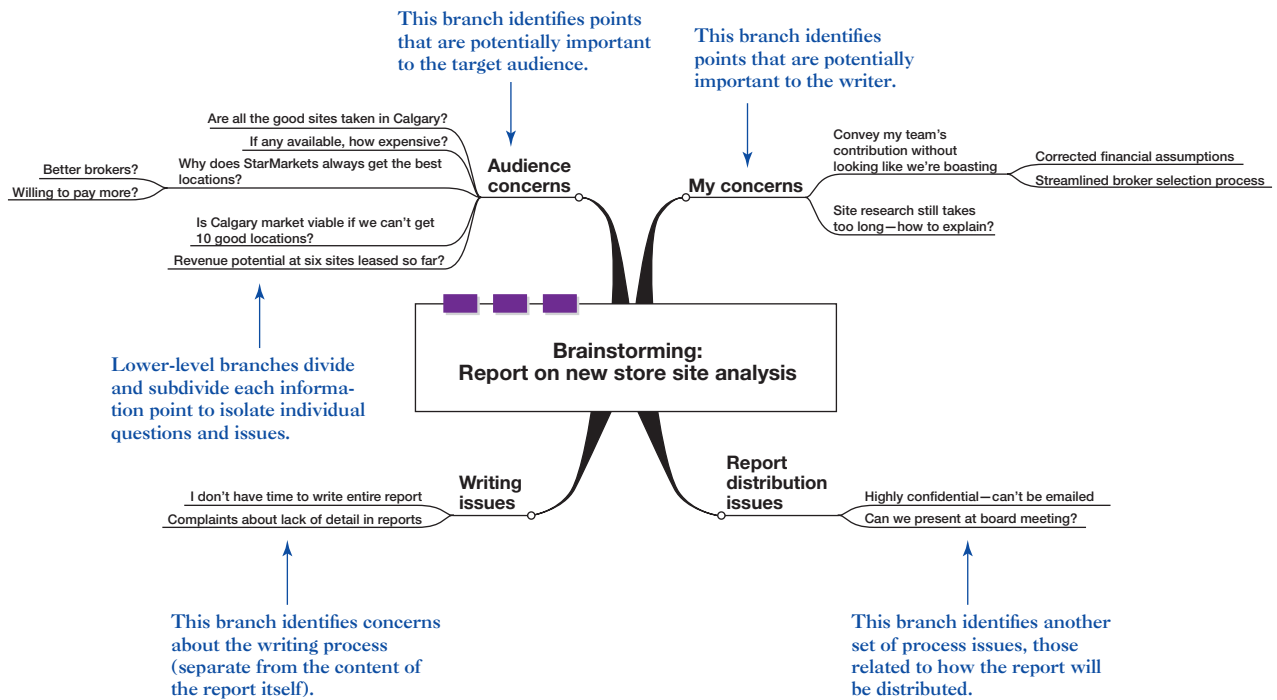 This branch identifies points
that are potentially important
to the target audience.
This branch identifies
points that are potentially
important to the writer.
Are all the good sites taken in Calgary?
If any available, how expensive?
Why does StarMarkets always get the best
locations?
Better brokers?
Willing to pay more?
Is Calgary market viable if we can't get
10 good locations?
Revenue potential at six sites leased so far?
Audience
concerns
My concerns
Convey my team's
contribution without
looking like we're boasting
Corrected financial assumptions
Streamlined broker selection process
Site research still takes
too long—how to explain?
Lower-level branches divide
and subdivide each informa-
tion point to isolate individual
questions and issues.
Brainstorming:
Report on new store site analysis
Writing
issues
I don't have time to write entire report
Complaints about lack of detail in reports
Report
distribution
issues
Highly confidential—can't be emailed
Can we present at board meeting?
This branch identifies concerns
about the writing process
(separate from the content of
the report itself).
This branch identifies another
set of process issues, those
related to how the report will
be distributed.